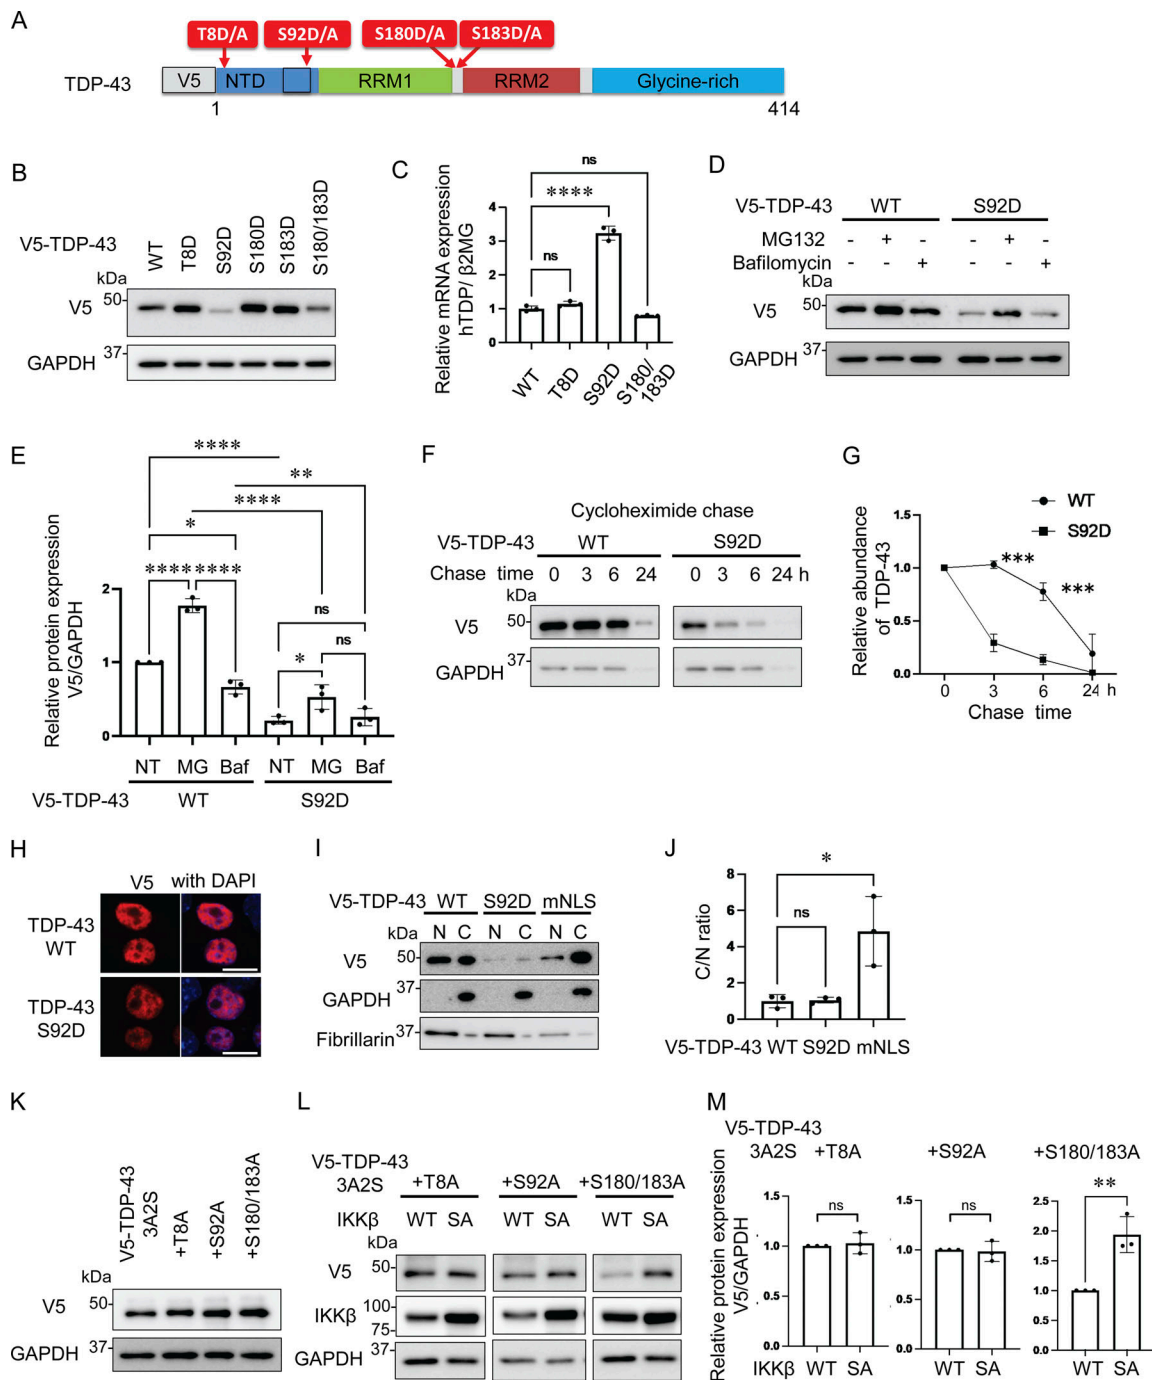 A
T8D/A S92D/A S180D/A S183D/A
TDP-43 V5 NTD RRM1 RRM2 Glycine-rich
1 414
B
V5-TDP-43 WT T8D S92D S180D S183D S180/183D
kDa
V5 50
GAPDH 37
C
ns
****
ns
Relative mRNA expression
hTDP/ β2MG
4
3
2
1
0
WT T8D S92D S180/
183D
D
V5-TDP-43 WT S92D
MG132 - + - - + -
Bafilomycin - - + - - +
kDa
V5 50
GAPDH 37
E
****
**
****
*
**** ****
ns
ns
*
Relative protein expression
V5/GAPDH
2
1
0
NT MG Baf NT MG Baf
V5-TDP-43 WT S92D
F
Cycloheximide chase
V5-TDP-43 WT S92D
Chase time 0 3 6 24 0 3 6 24 h
kDa
V5 50
GAPDH 37
G
WT
S92D
*** ***
Relative abundance
of TDP-43
1.5
1.0
0.5
0.0
0 3 6 24 h
Chase time
H
V5 with DAPI
TDP-43
WT
TDP-43
S92D
I
V5-TDP-43 WT S92D mNLS
kDa N C N C N C
V5 50
GAPDH 37
Fibrillarin 37
J
*
ns
C/N ratio
8
6
4
2
0
V5-TDP-43 WT S92D mNLS
K
V5-TDP-43
3A2S
+T8A
+S92A
+S180/183A
kDa
V5 50
GAPDH 37
L
V5-TDP-43
3A2S +T8A +S92A +S180/183A
IKKβ WT SA WT SA WT SA
kDa
V5 50
IKKβ 100
75
GAPDH 37
M
V5-TDP-43
3A2S +T8A +S92A +S180/183A
Relative protein expression
V5/GAPDH
1.5
1.0
0.5
0.0
ns
1.5
1.0
0.5
0.0
ns
2.5
2.0
1.5
1.0
0.5
0.0
**
IKKβ WT SA WT SA WT SA